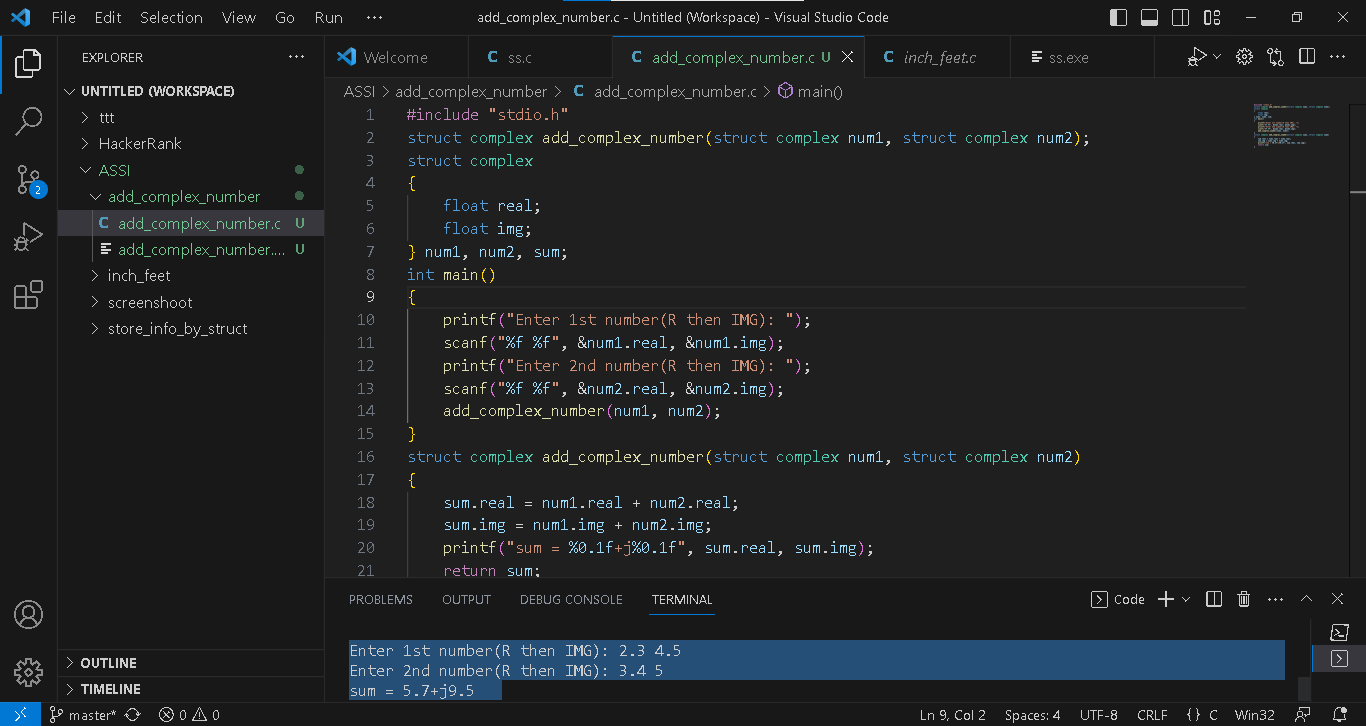 File Edit Selection View Go Run ··· add_complex_number.c - Untitled (Workspace) - Visual Studio Code
EXPLORER ···
UNTITLED (WORKSPACE)
ttt
HackerRank
ASSI
add_complex_number
C add_complex_number.c U
add_complex_number.... U
inch_feet
screenshoot
store_info_by_struct
OUTLINE
TIMELINE
Welcome C ss.c C add_complex_number.c U C inch_feet.c ss.exe
ASSI > add_complex_number > C add_complex_number.c > main()
1 #include "stdio.h"
2 struct complex add_complex_number(struct complex num1, struct complex num2);
3 struct complex
4 {
5 float real;
6 float img;
7 } num1, num2, sum;
8 int main()
9 {
10 printf("Enter 1st number(R then IMG): ");
11 scanf("%f %f", &num1.real, &num1.img);
12 printf("Enter 2nd number(R then IMG): ");
13 scanf("%f %f", &num2.real, &num2.img);
14 add_complex_number(num1, num2);
15 }
16 struct complex add_complex_number(struct complex num1, struct complex num2)
17 {
18 sum.real = num1.real + num2.real;
19 sum.img = num1.img + num2.img;
20 printf("sum = %0.1f+j%0.1f", sum.real, sum.img);
21 return sum;
PROBLEMS OUTPUT DEBUG CONSOLE TERMINAL Code
Enter 1st number(R then IMG): 2.3 4.5
Enter 2nd number(R then IMG): 3.4 5
sum = 5.7+j9.5
2
master* 0 0 Ln 9, Col 2 Spaces: 4 UTF-8 CRLF {} C Win32